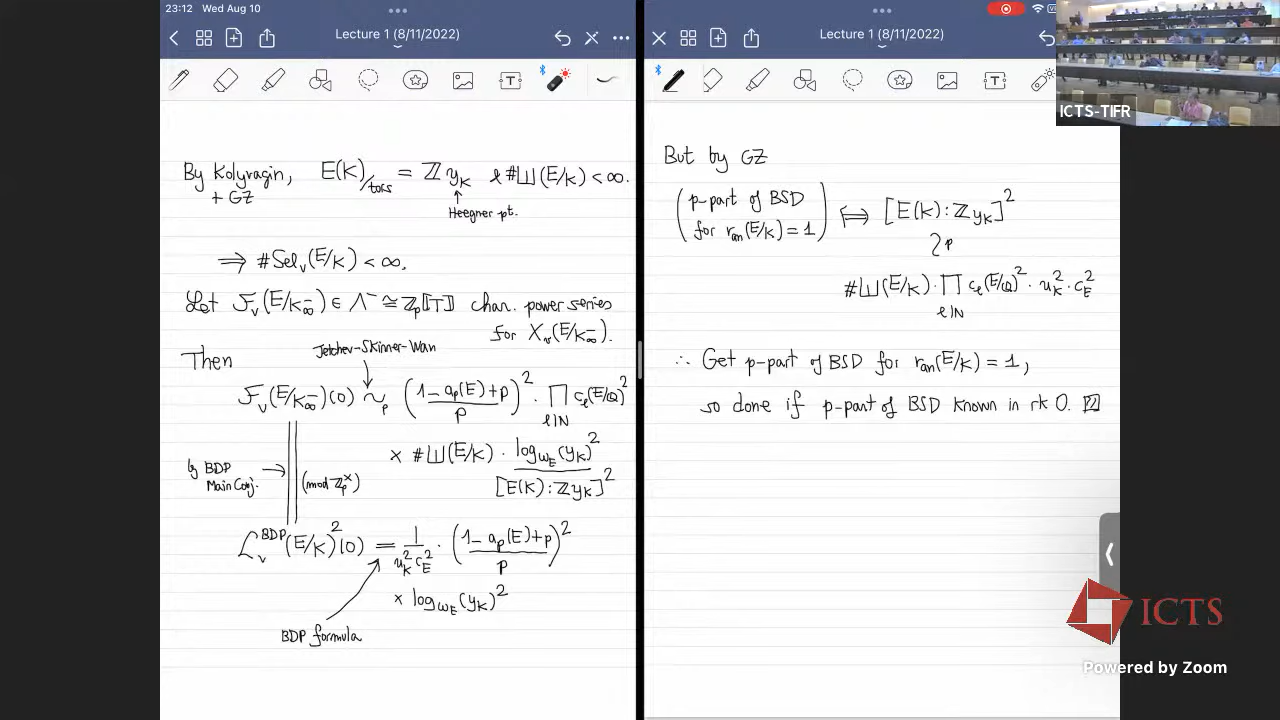 23:12 Wed Aug 10
Lecture 1 (8/11/2022)
By Kolyvagin, E(K)/tors = ℤ y_K & #Ш(E/K) < ∞.
+ GZ
↑
Heegner pt.
⟹ #Sel_v(E/K) < ∞.
Let F_v(E/K_∞^-) ∈ Λ^- ≅ ℤ_p[[T]] char. power series
for X_v(E/K_∞^-).
Then
Jetchev-Skinner-Wan
F_v(E/K_∞^-)(0) ~_p ((1 - a_p(E) + p)/p)^2 · ∏_{ℓ|N} c_ℓ(E/ℚ)^2
× #Ш(E/K) · log_{ω_E}(y_K)^2 / [E(K) : ℤy_K]^2
by BDP
Main Conj.
(mod ℤ_p^×)
L_v^{BDP}(E/K)^2(0) = 1/(u_K^2 c_E^2) · ((1 - a_p(E) + p)/p)^2
× log_{ω_E}(y_K)^2
BDP formula
Lecture 1 (8/11/2022)
But by GZ
(p-part of BSD
for r_an(E/K) = 1) ⟺ [E(K) : ℤy_K]^2
~p
#Ш(E/K) · ∏_{ℓ|N} c_ℓ(E/ℚ)^2 · u_K^2 · c_E^2
∴ Get p-part of BSD for r_an(E/K) = 1,
so done if p-part of BSD known in rk 0. □
ICTS-TIFR
ICTS
Powered by Zoom